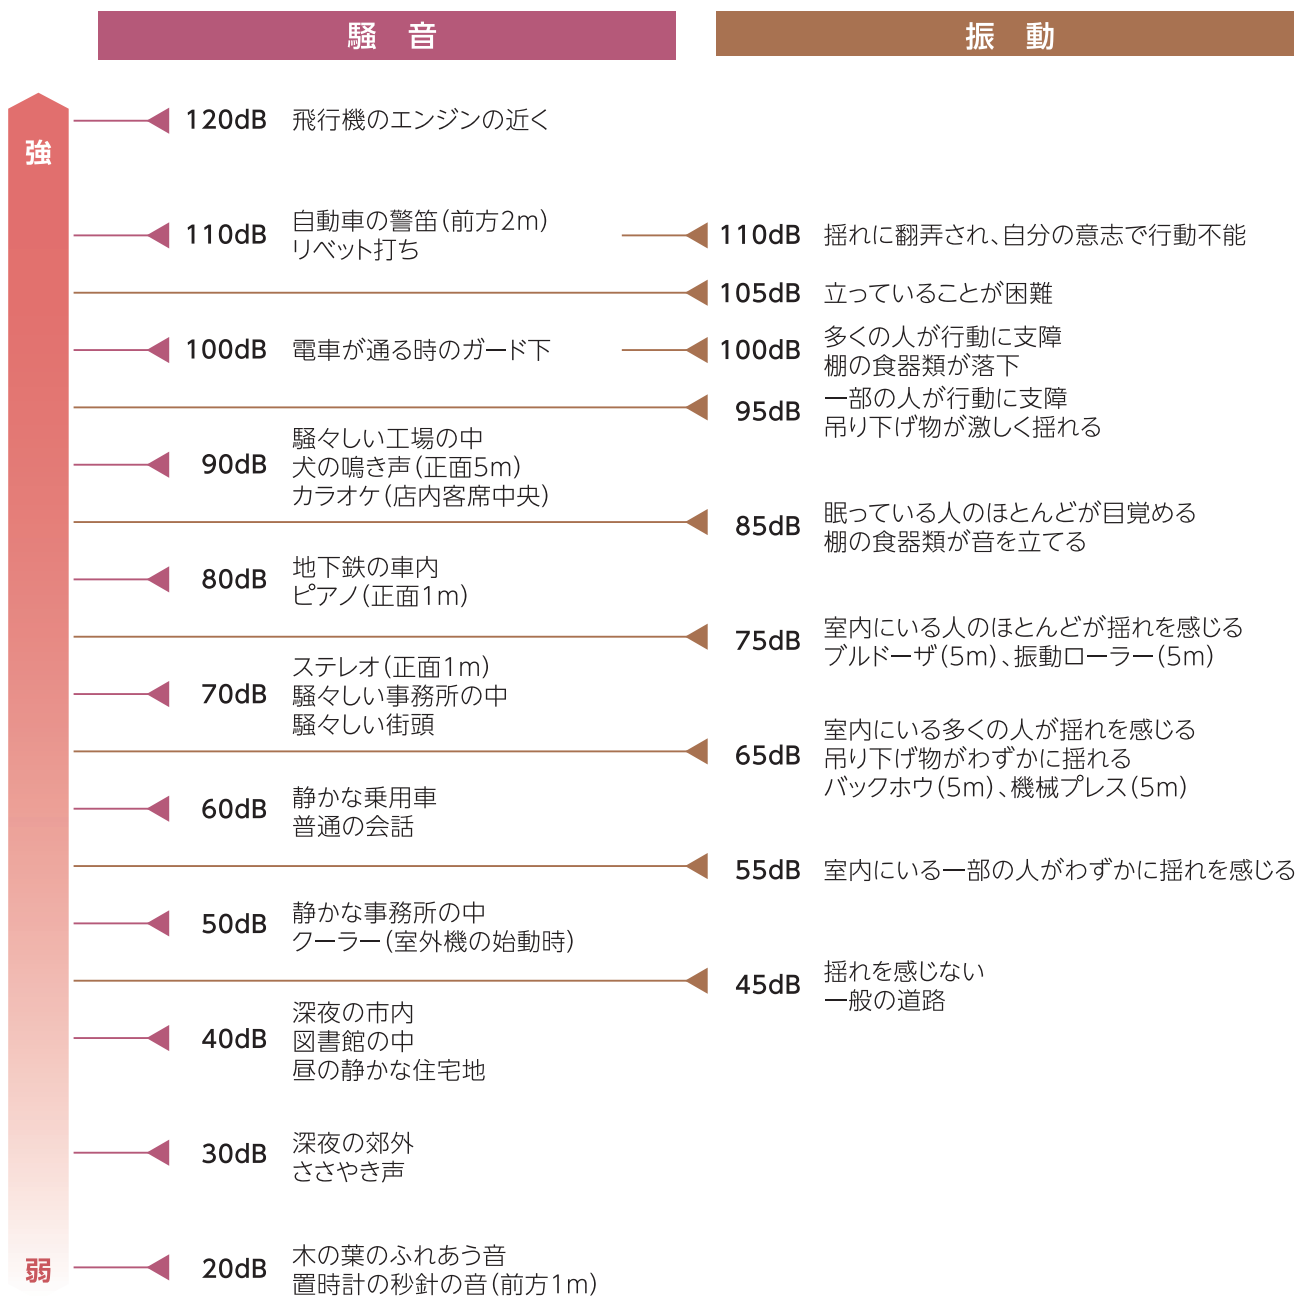 騒音
振動
強
120dB 飛行機のエンジンの近く
110dB 自動車の警笛(前方2m)
リベット打ち
110dB 揺れに翻弄され、自分の意志で行動不能
105dB 立っていることが困難
100dB 電車が通る時のガード下
100dB 多くの人が行動に支障
棚の食器類が落下
95dB 一部の人が行動に支障
吊り下げ物が激しく揺れる
90dB 騒々しい工場の中
犬の鳴き声(正面5m)
カラオケ(店内客席中央)
85dB 眠っている人のほとんどが目覚める
棚の食器類が音を立てる
80dB 地下鉄の車内
ピアノ(正面1m)
75dB 室内にいる人のほとんどが揺れを感じる
ブルドーザ(5m)、振動ローラー(5m)
70dB ステレオ(正面1m)
騒々しい事務所の中
騒々しい街頭
65dB 室内にいる多くの人が揺れを感じる
吊り下げ物がわずかに揺れる
バックホウ(5m)、機械プレス(5m)
60dB 静かな乗用車
普通の会話
55dB 室内にいる一部の人がわずかに揺れを感じる
50dB 静かな事務所の中
クーラー(室外機の始動時)
45dB 揺れを感じない
一般の道路
40dB 深夜の市内
図書館の中
昼の静かな住宅地
30dB 深夜の郊外
ささやき声
弱
20dB 木の葉のふれあう音
置時計の秒針の音(前方1m)